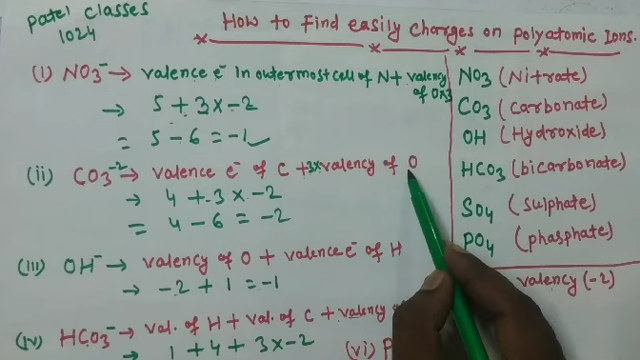 patel classes
1024
How to find easily charges on polyatomic Ions.
(i) NO3⁻ → valence e⁻ in outermost cell of N + valency of Ox3
→ 5 + 3 x -2
= 5 - 6 = -1 ✓
(ii) CO3⁻² → valence e⁻ of C + 3x valency of O
→ 4 + 3 x -2
= 4 - 6 = -2
(iii) OH⁻ → valency of O + valence e⁻ of H
→ -2 + 1 = -1
(iv) HCO3⁻ → val. of H + val. of C + valency
→ 1 + 4 + 3 x -2
(vi) P
NO3 (Nitrate)
CO3 (Carbonate)
OH (Hydroxide)
HCO3 (bicarbonate)
SO4 (sulphate)
PO4 (phasphate)
valency (-2)